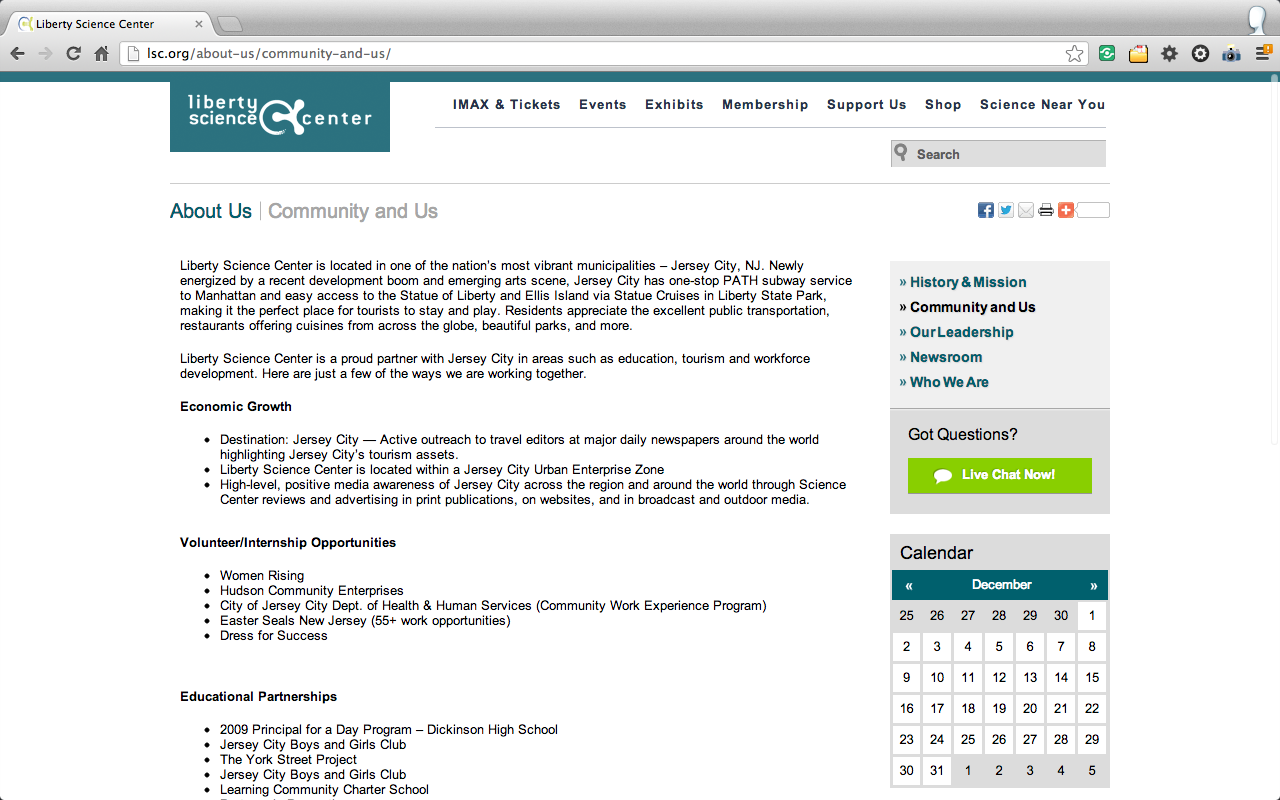 Liberty Science Center
lsc.org/about-us/community-and-us/
liberty
science center
IMAX & Tickets Events Exhibits Membership Support Us Shop Science Near You
Search
About Us | Community and Us
Liberty Science Center is located in one of the nation's most vibrant municipalities – Jersey City, NJ. Newly
energized by a recent development boom and emerging arts scene, Jersey City has one-stop PATH subway service
to Manhattan and easy access to the Statue of Liberty and Ellis Island via Statue Cruises in Liberty State Park,
making it the perfect place for tourists to stay and play. Residents appreciate the excellent public transportation,
restaurants offering cuisines from across the globe, beautiful parks, and more.
Liberty Science Center is a proud partner with Jersey City in areas such as education, tourism and workforce
development. Here are just a few of the ways we are working together.
Economic Growth
• Destination: Jersey City — Active outreach to travel editors at major daily newspapers around the world
highlighting Jersey City's tourism assets.
• Liberty Science Center is located within a Jersey City Urban Enterprise Zone
• High-level, positive media awareness of Jersey City across the region and around the world through Science
Center reviews and advertising in print publications, on websites, and in broadcast and outdoor media.
Volunteer/Internship Opportunities
• Women Rising
• Hudson Community Enterprises
• City of Jersey City Dept. of Health & Human Services (Community Work Experience Program)
• Easter Seals New Jersey (55+ work opportunities)
• Dress for Success
Educational Partnerships
• 2009 Principal for a Day Program – Dickinson High School
• Jersey City Boys and Girls Club
• The York Street Project
• Jersey City Boys and Girls Club
• Learning Community Charter School
» History & Mission
» Community and Us
» Our Leadership
» Newsroom
» Who We Are
Got Questions?
Live Chat Now!
Calendar
« December »
25 26 27 28 29 30 1
2 3 4 5 6 7 8
9 10 11 12 13 14 15
16 17 18 19 20 21 22
23 24 25 26 27 28 29
30 31 1 2 3 4 5